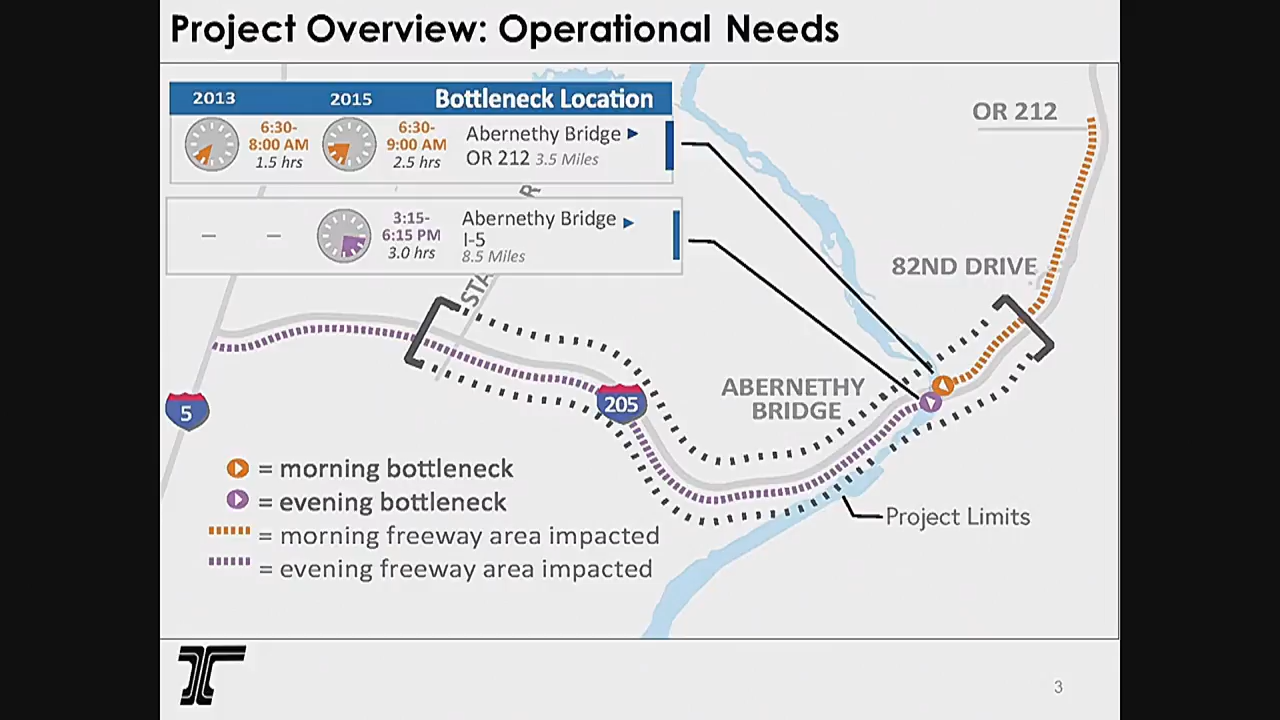 Project Overview: Operational Needs
2013 2015 Bottleneck Location
6:30-
8:00 AM
1.5 hrs
6:30-
9:00 AM
2.5 hrs
Abernethy Bridge ►
OR 212 3.5 Miles
– –
3:15-
6:15 PM
3.0 hrs
Abernethy Bridge ►
I-5
8.5 Miles
OR 212
82ND DRIVE
STA
R
205
5
ABERNETHY
BRIDGE
Project Limits
= morning bottleneck
= evening bottleneck
= morning freeway area impacted
= evening freeway area impacted
3